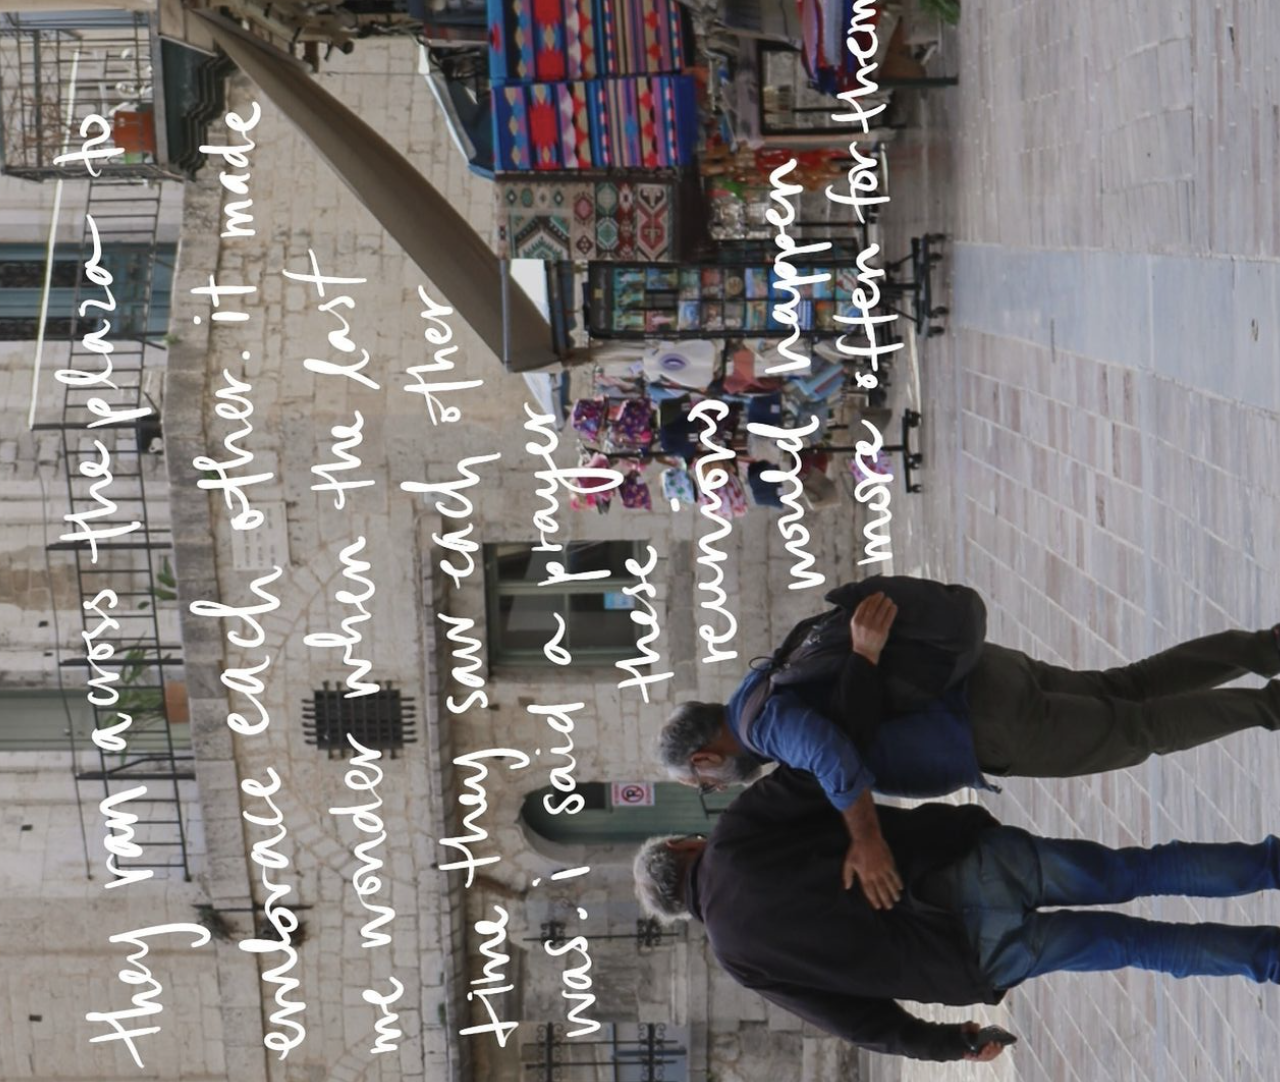 they ran across the plaza to
embrace each other. it made
me wonder when the last
time they saw each other
was. i said a prayer
these
reunions
would happen
more often for them